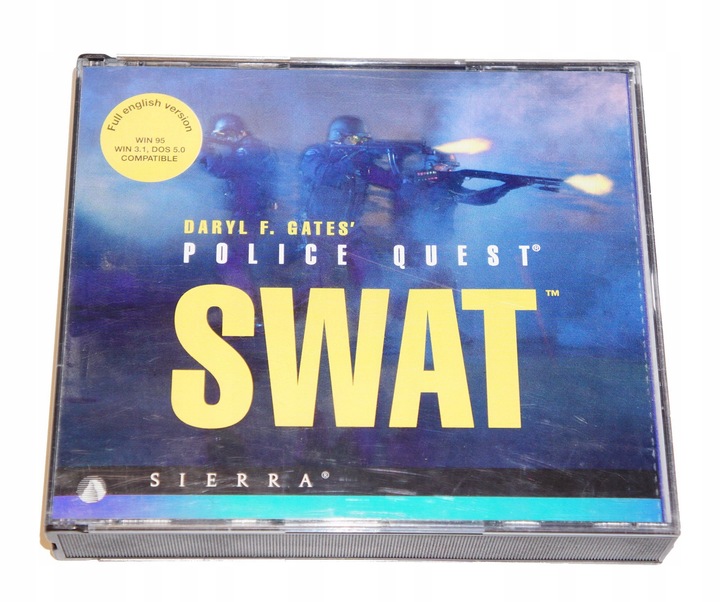 Full english version
WIN 95
WIN 3.1, DOS 5.0
COMPATIBLE
DARYL F. GATES'
POLICE QUEST®
SWAT™
SIERRA®